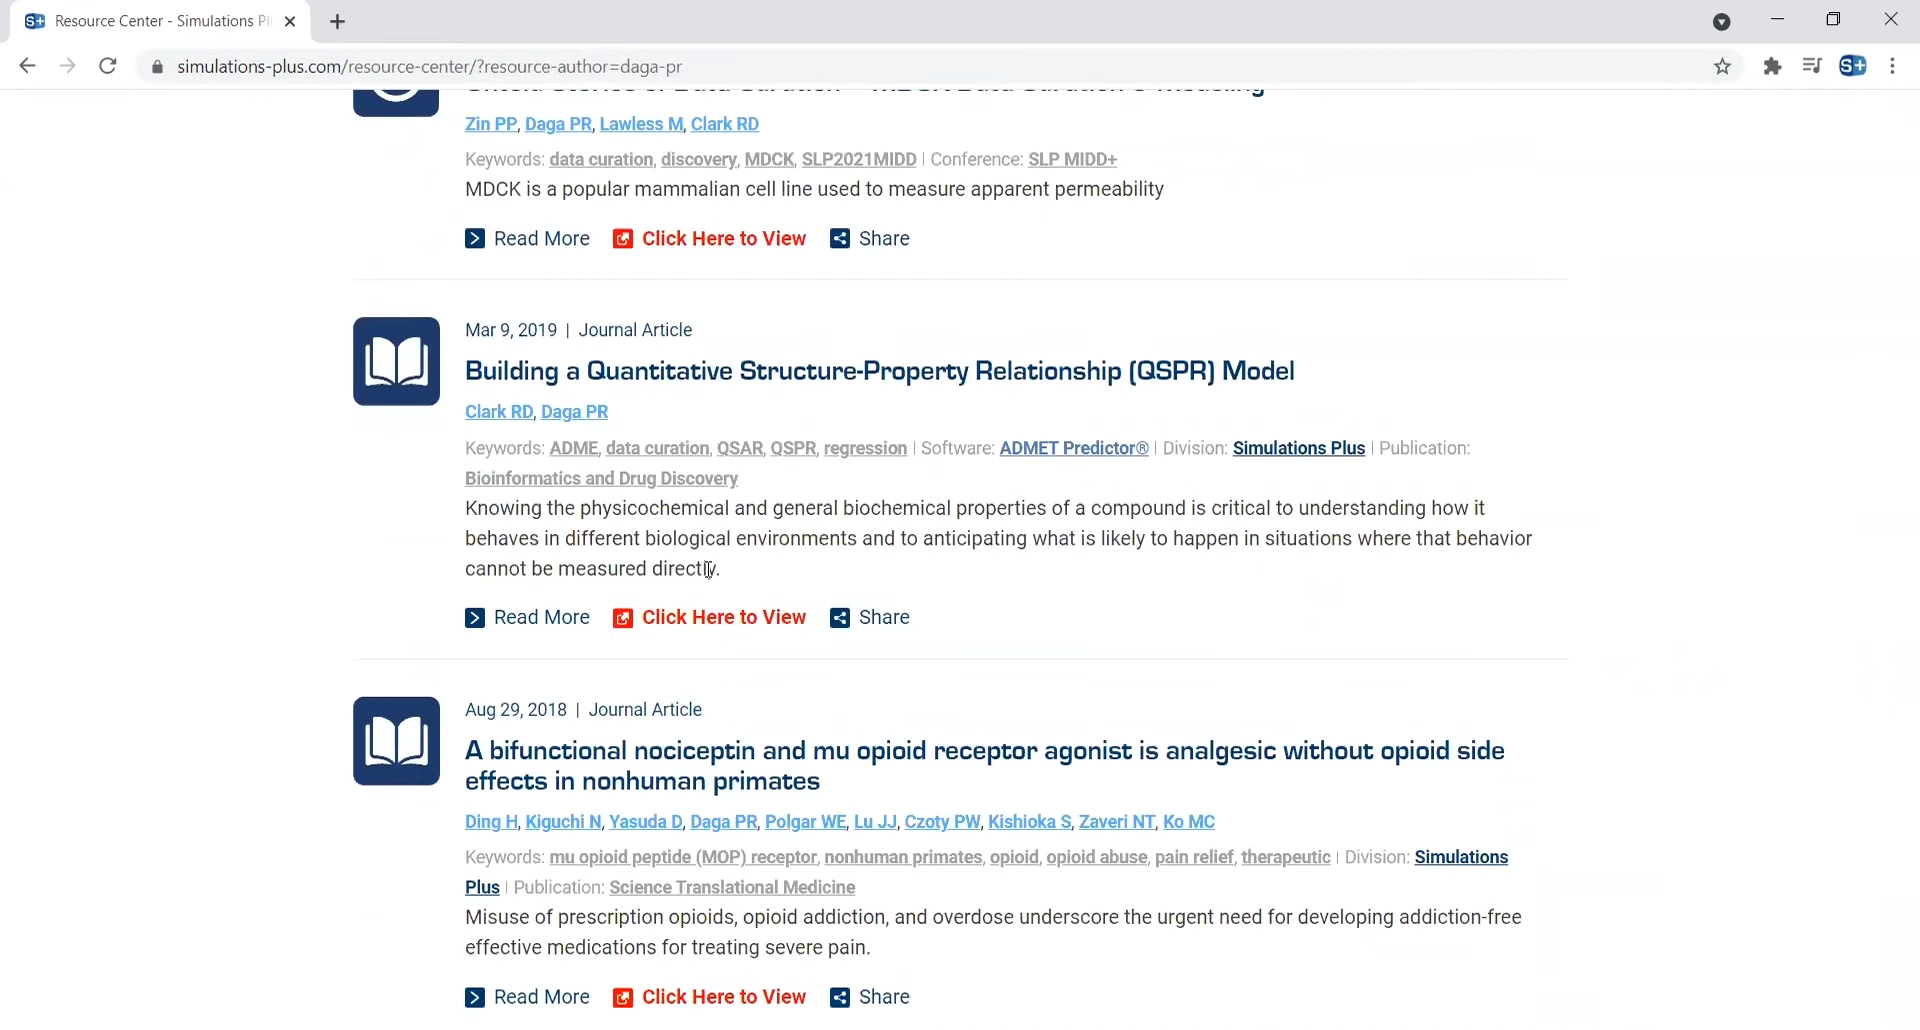 Resource Center - Simulations Pl
simulations-plus.com/resource-center/?resource-author=daga-pr
S+
Untold Stories of Data Curation – MDCK Data Curation & Modeling
Zin PP, Daga PR, Lawless M, Clark RD
Keywords: data curation, discovery, MDCK, SLP2021MIDD | Conference: SLP MIDD+
MDCK is a popular mammalian cell line used to measure apparent permeability
Read More Click Here to View Share
Mar 9, 2019 | Journal Article
Building a Quantitative Structure-Property Relationship (QSPR) Model
Clark RD, Daga PR
Keywords: ADME, data curation, QSAR, QSPR, regression | Software: ADMET Predictor® | Division: Simulations Plus | Publication:
Bioinformatics and Drug Discovery
Knowing the physicochemical and general biochemical properties of a compound is critical to understanding how it
behaves in different biological environments and to anticipating what is likely to happen in situations where that behavior
cannot be measured directly.
Read More Click Here to View Share
Aug 29, 2018 | Journal Article
A bifunctional nociceptin and mu opioid receptor agonist is analgesic without opioid side
effects in nonhuman primates
Ding H, Kiguchi N, Yasuda D, Daga PR, Polgar WE, Lu JJ, Czoty PW, Kishioka S, Zaveri NT, Ko MC
Keywords: mu opioid peptide (MOP) receptor, nonhuman primates, opioid, opioid abuse, pain relief, therapeutic | Division: Simulations
Plus | Publication: Science Translational Medicine
Misuse of prescription opioids, opioid addiction, and overdose underscore the urgent need for developing addiction-free
effective medications for treating severe pain.
Read More Click Here to View Share